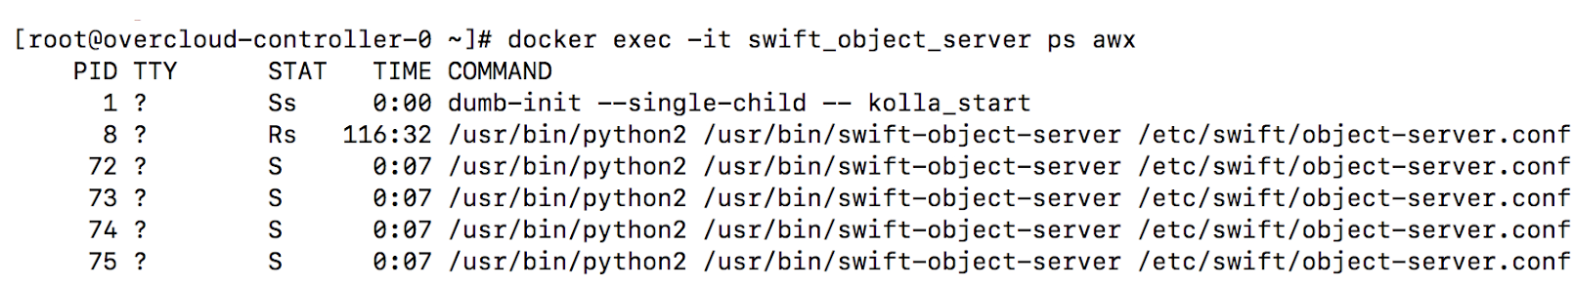 [root@overcloud-controller-0 ~]# docker exec -it swift_object_server ps awx
PID TTY STAT TIME COMMAND
1 ? Ss 0:00 dumb-init --single-child -- kolla_start
8 ? Rs 116:32 /usr/bin/python2 /usr/bin/swift-object-server /etc/swift/object-server.conf
72 ? S 0:07 /usr/bin/python2 /usr/bin/swift-object-server /etc/swift/object-server.conf
73 ? S 0:07 /usr/bin/python2 /usr/bin/swift-object-server /etc/swift/object-server.conf
74 ? S 0:07 /usr/bin/python2 /usr/bin/swift-object-server /etc/swift/object-server.conf
75 ? S 0:07 /usr/bin/python2 /usr/bin/swift-object-server /etc/swift/object-server.conf